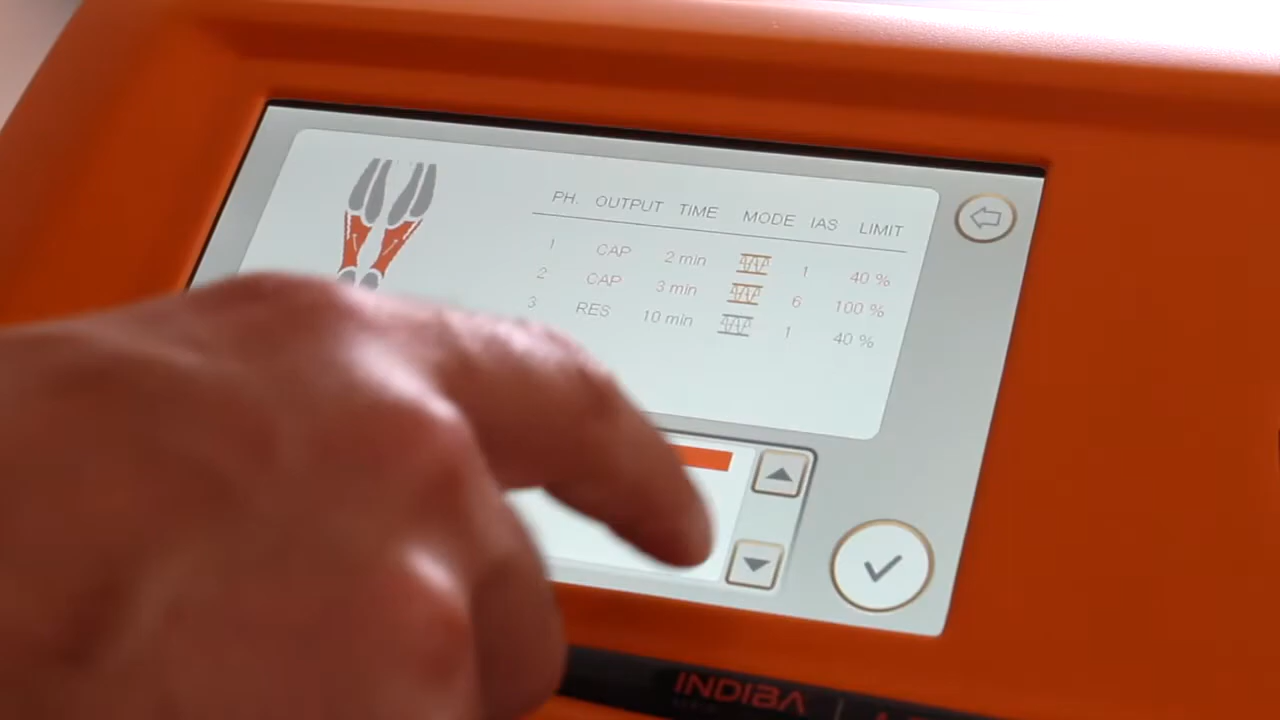 PH. OUTPUT TIME MODE IAS LIMIT
1 CAP 2 min 1 40 %
2 CAP 3 min 6 100 %
3 RES 10 min 1 40 %
INDIBA